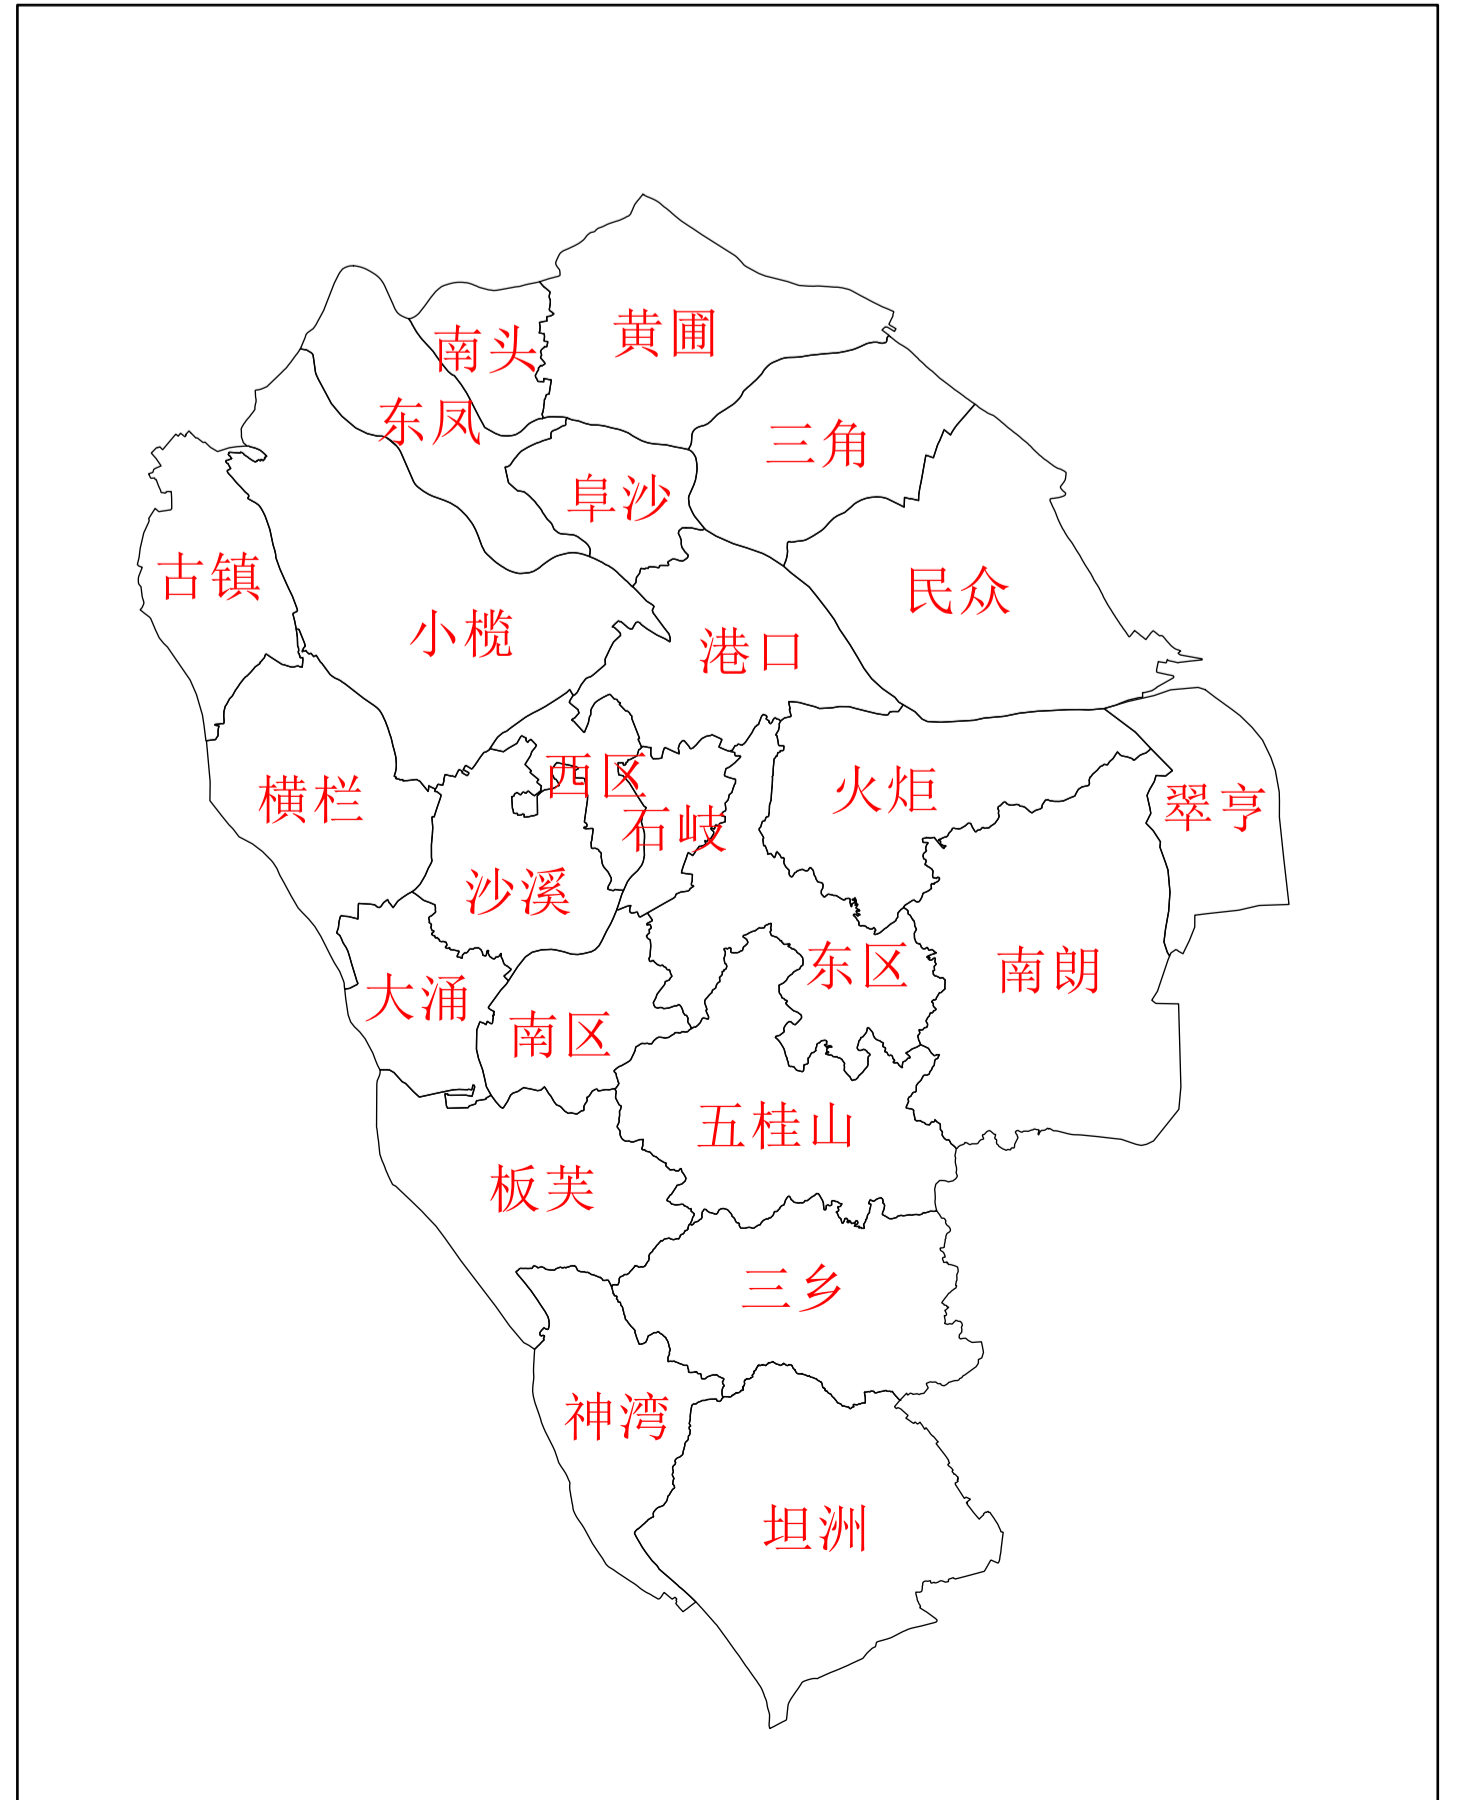 黄圃
南头
东凤
三角
阜沙
古镇
民众
小榄
港口
西区
火炬
横栏
翠亨
石岐
沙溪
东区
南朗
大涌
南区
五桂山
板芙
三乡
神湾
坦洲